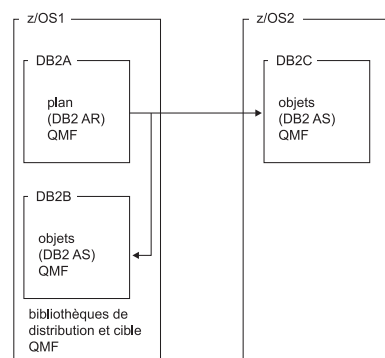 z/OS1
z/OS2
DB2A
plan
(DB2 AR)
QMF
DB2C
objets
(DB2 AS)
QMF
DB2B
objets
(DB2 AS)
QMF
bibliothèques de
distribution et cible
QMF